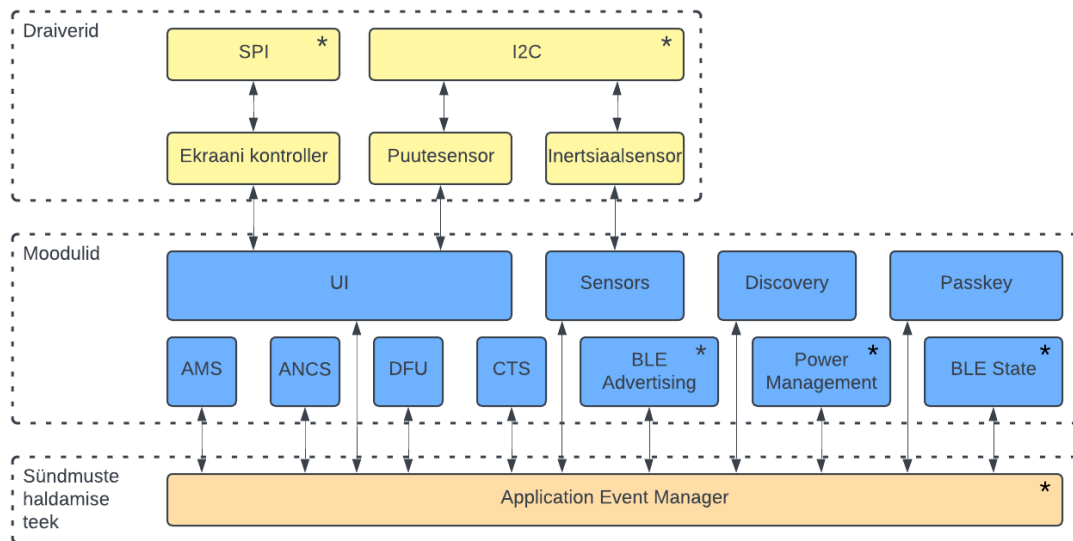 Draiverid
SPI *
I2C *
Ekraani kontroller
Puutesensor
Inertsiaalsensor
Moodulid
UI
Sensors
Discovery
Passkey
AMS
ANCS
DFU
CTS
BLE *
Advertising
Power *
Management
BLE State *
Sündmuste
haldamise
teek
Application Event Manager *